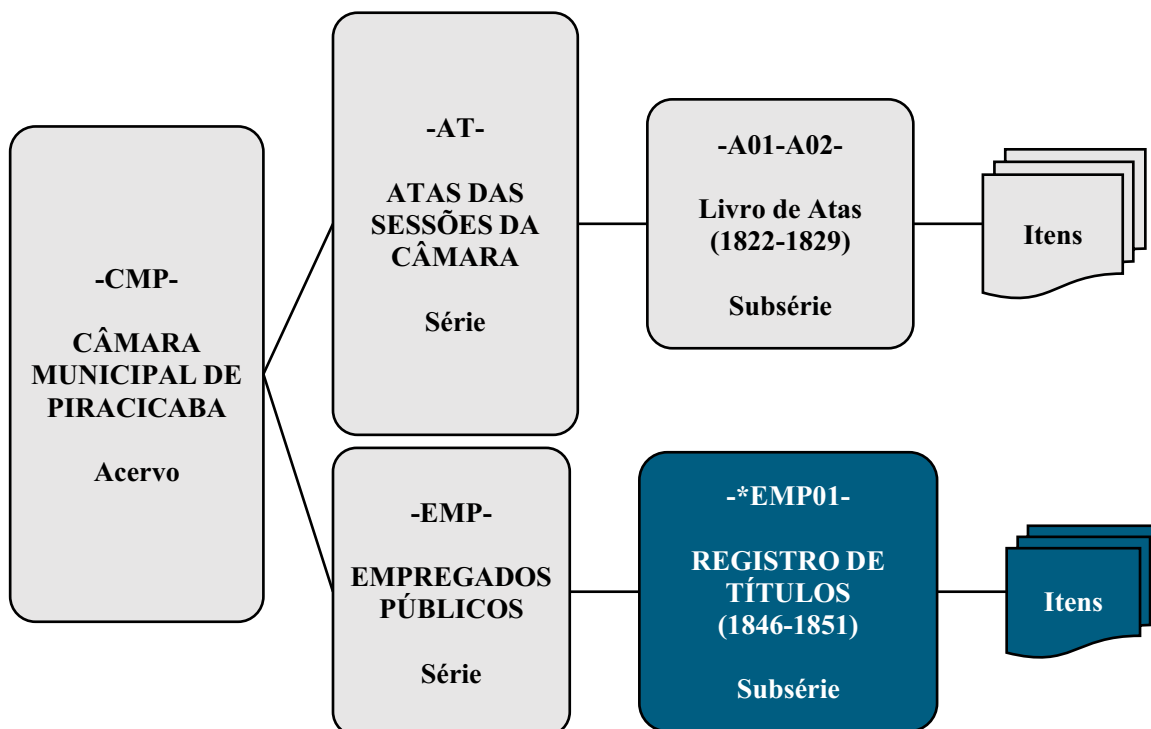 -CMP-
CÂMARA
MUNICIPAL DE
PIRACICABA
Acervo
-AT-
ATAS DAS
SESSÕES DA
CÂMARA
Série
-A01-A02-
Livro de Atas
(1822-1829)
Subsérie
Itens
-EMP-
EMPREGADOS
PÚBLICOS
Série
-*EMP01-
REGISTRO DE
TÍTULOS
(1846-1851)
Subsérie
Itens